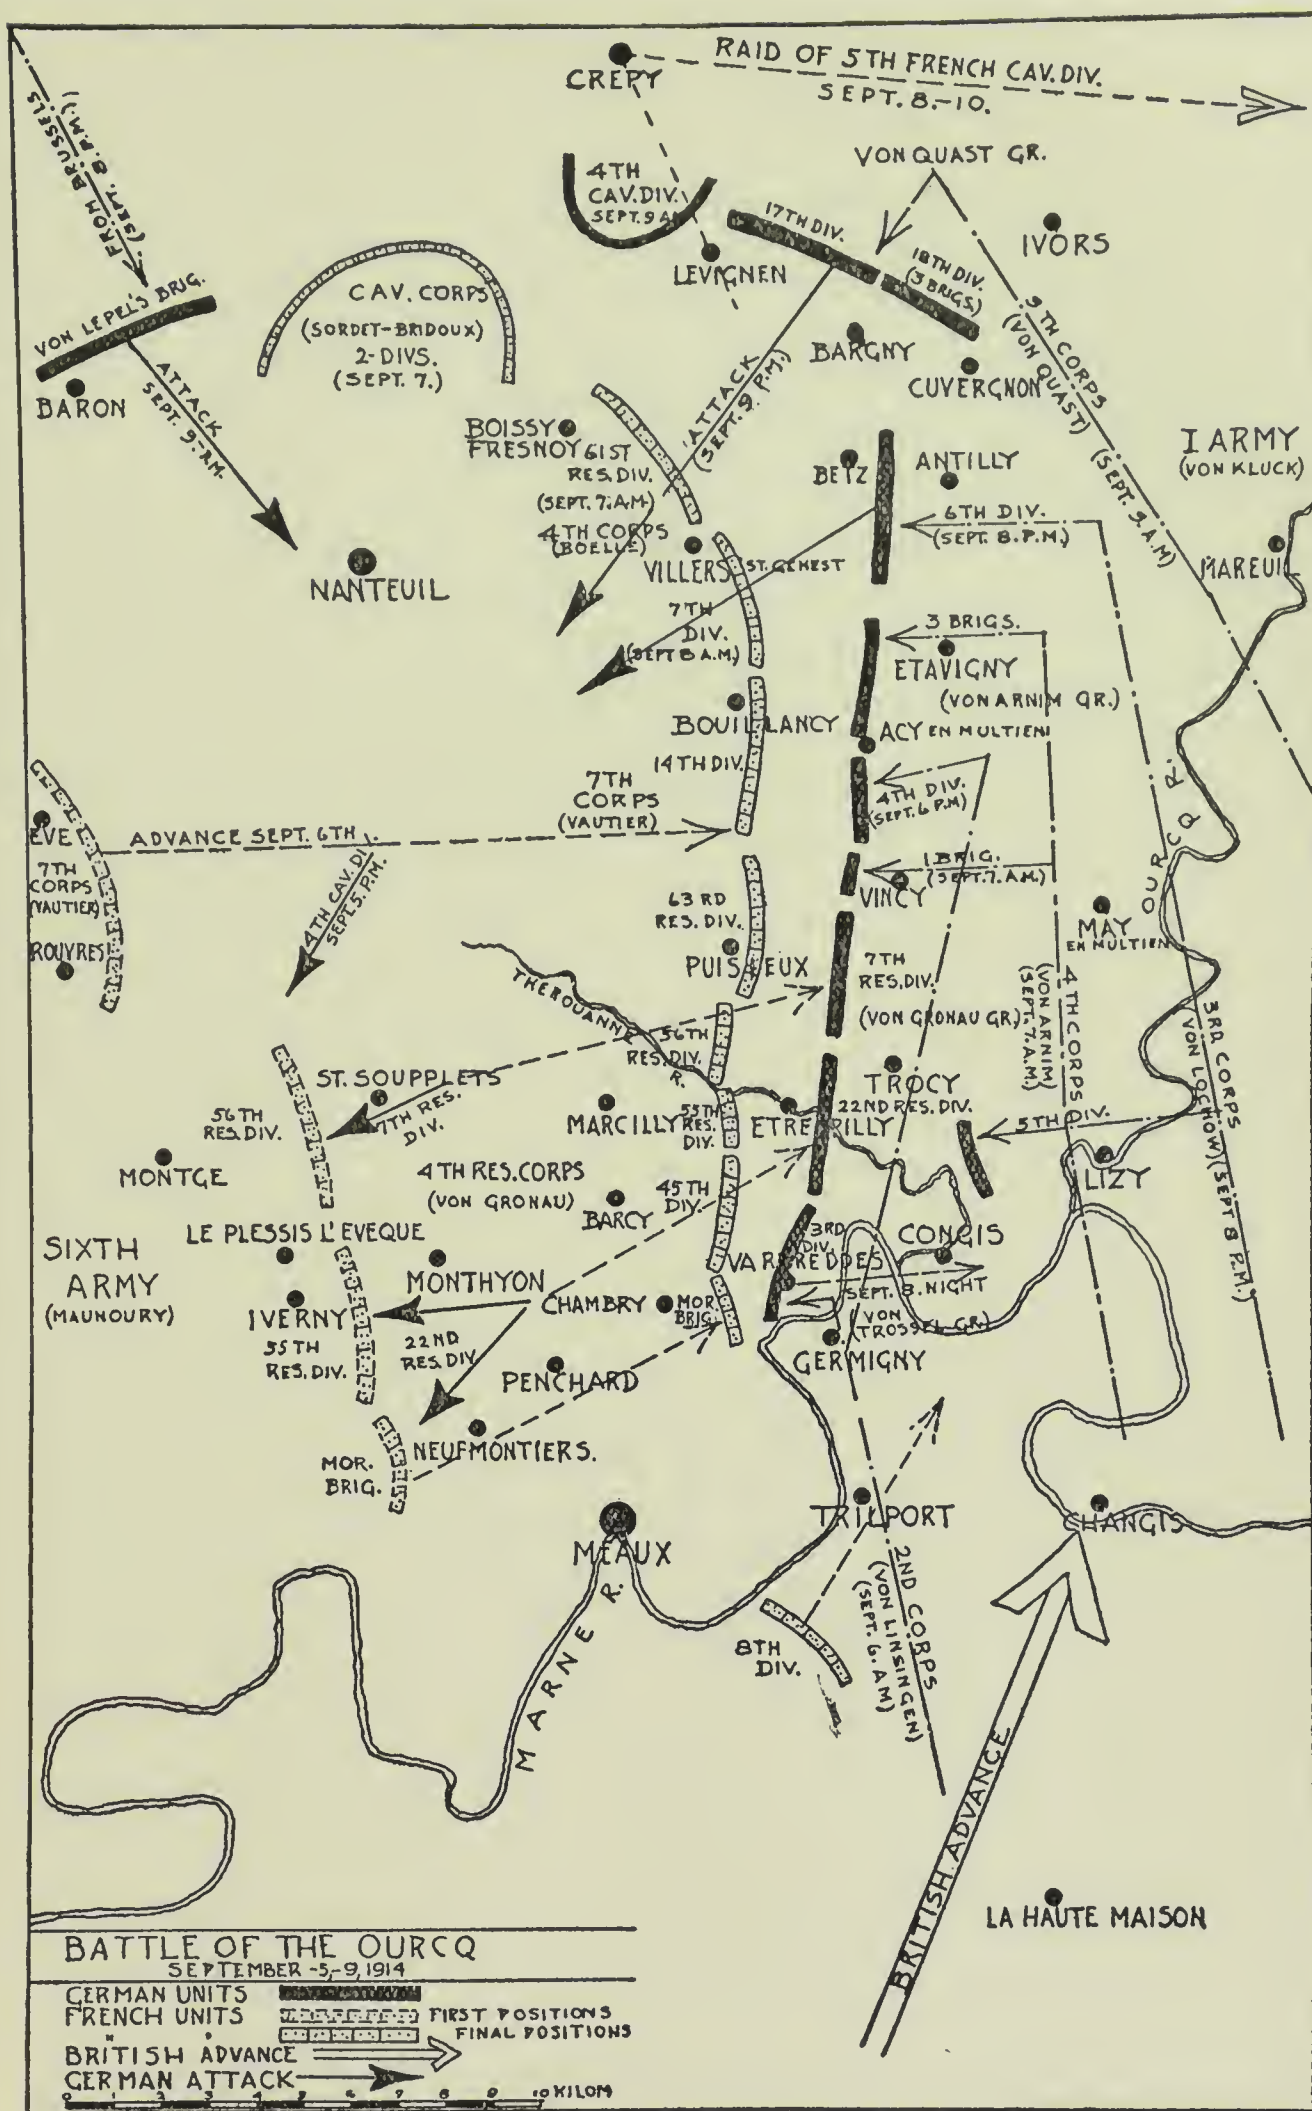 RAID OF 5TH FRENCH CAV. DIV.
SEPT. 8.-10.
CREPY
FROM BRUSSELS
(SEPT. 8. P.M.)
VON QUAST GR.
4TH
CAV. DIV.
SEPT. 9 A
17TH DIV.
18TH DIV.
(3 BRIGS.)
IVORS
LEVIGNEN
VON LEPEL'S BRIG.
CAV. CORPS
(SORDET-BRIDOUX)
2-DIVS.
(SEPT. 7.)
BARGNY
CUVERGNON
9TH CORPS
(VON QUAST) (SEPT. 9. A.M)
BARON
ATTACK
SEPT. 9-P.M.
ATTACK
(SEPT. 9 P.M.)
BOISSY
FRESNOY
61ST
RES. DIV.
(SEPT. 7. A.M.)
4TH CORPS
(BOELLE)
BETZ
ANTILLY
I ARMY
(VON KLUCK)
6TH DIV.
(SEPT. 8. P.M.)
MAREUIL
NANTEUIL
VILLERS ST. GENEST
7TH
DIV.
(SEPT 8 A.M.)
3 BRIGS.
ETAVIGNY
(VON ARNIM GR.)
BOUILLANCY
ACY EN MULTIEN
14TH DIV.
7TH
CORPS
(VAUTIER)
4TH DIV.
(SEPT. 6 P.M)
OURCQ R.
EVE
ADVANCE SEPT. 6TH.
7TH
CORPS
(VAUTIER)
ROUVRES
4TH CAV. DIV.
SEPT. 5. P.M.
1 BRIG.
(SEPT. 7. A.M.)
VINCY
63 RD
RES. DIV.
PUISIEUX
MAY
EN MULTIEN
7TH
RES. DIV.
(VON GRONAU GR.)
THEROUANNE R.
56TH
RES. DIV.
4TH CORPS
(VON ARNIM)
(SEPT. 7. A.M.)
3RD CORPS
(VON LOCHOW) (SEPT 8 P.M.)
ST. SOUPPLETS
7TH RES.
DIV.
56TH
RES. DIV.
MARCILLY
55TH
RES.
DIV.
ETREPILLY
TROCY
22ND RES. DIV.
5TH DIV.
LIZY
MONTGE
4TH RES. CORPS
(VON GRONAU)
BARCY
45TH
DIV.
LE PLESSIS L'EVEQUE
SIXTH
ARMY
(MAUNOURY)
MONTHYON
3RD
DIV.
VARREDDES
CONGIS
SEPT. 8. NIGHT
IVERNY
CHAMBRY
MOR.
BRIG.
VON
(TROSSEL GR.)
GERMIGNY
55TH
RES. DIV.
22ND
RES. DIV
PENCHARD
NEUFMONTIERS.
MOR.
BRIG.
MEAUX
TRILPORT
CHANGIS
MARNE R.
8TH
DIV.
2ND CORPS
(VON LINSINGEN)
(SEPT. 6. AM)
BRITISH ADVANCE
LA HAUTE MAISON
BATTLE OF THE OURCQ
SEPTEMBER -5,-9, 1914
GERMAN UNITS
FRENCH UNITS FIRST POSITIONS
" " FINAL POSITIONS
BRITISH ADVANCE
GERMAN ATTACK
0 1 2 3 4 5 6 7 8 9 10 KILOM